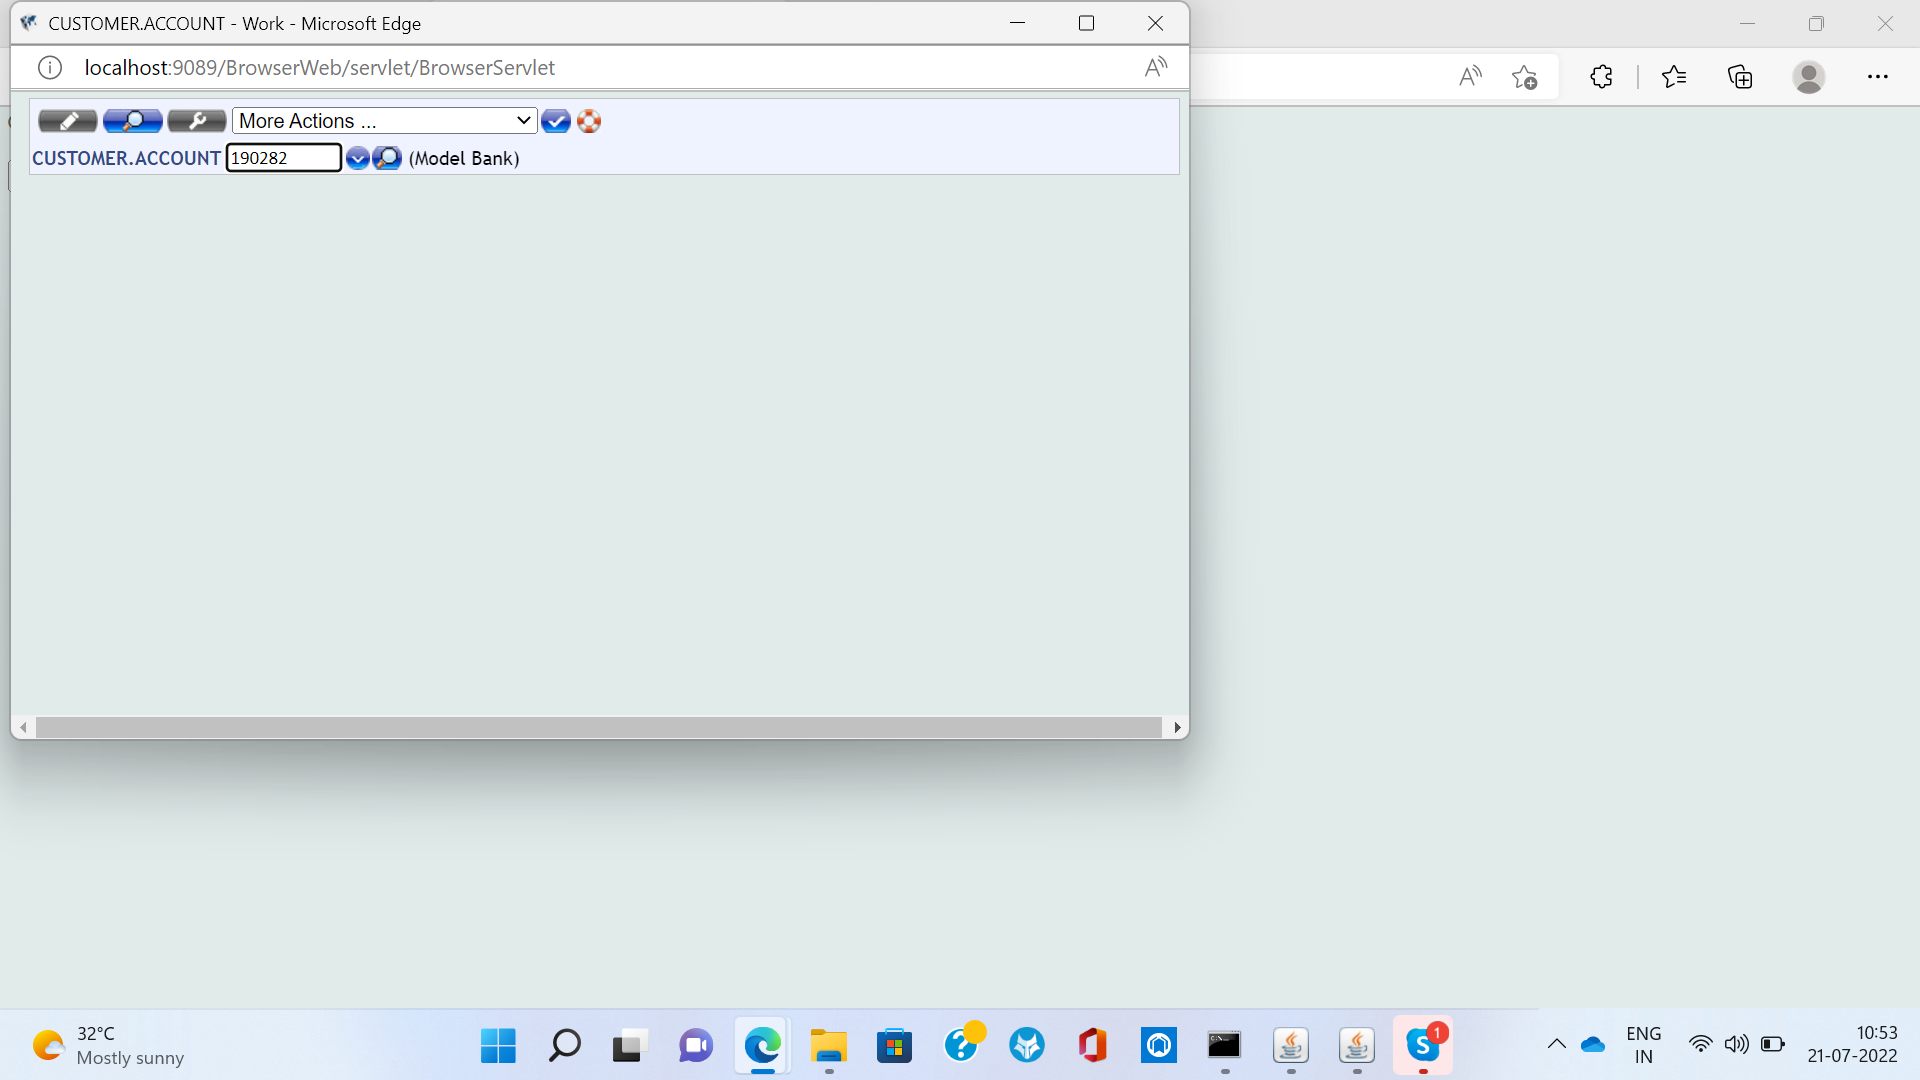 CUSTOMER.ACCOUNT - Work - Microsoft Edge
localhost:9089/BrowserWeb/servlet/BrowserServlet
More Actions ...
CUSTOMER.ACCOUNT 190282 (Model Bank)
32°C
Mostly sunny
1
ENG
IN
10:53
21-07-2022